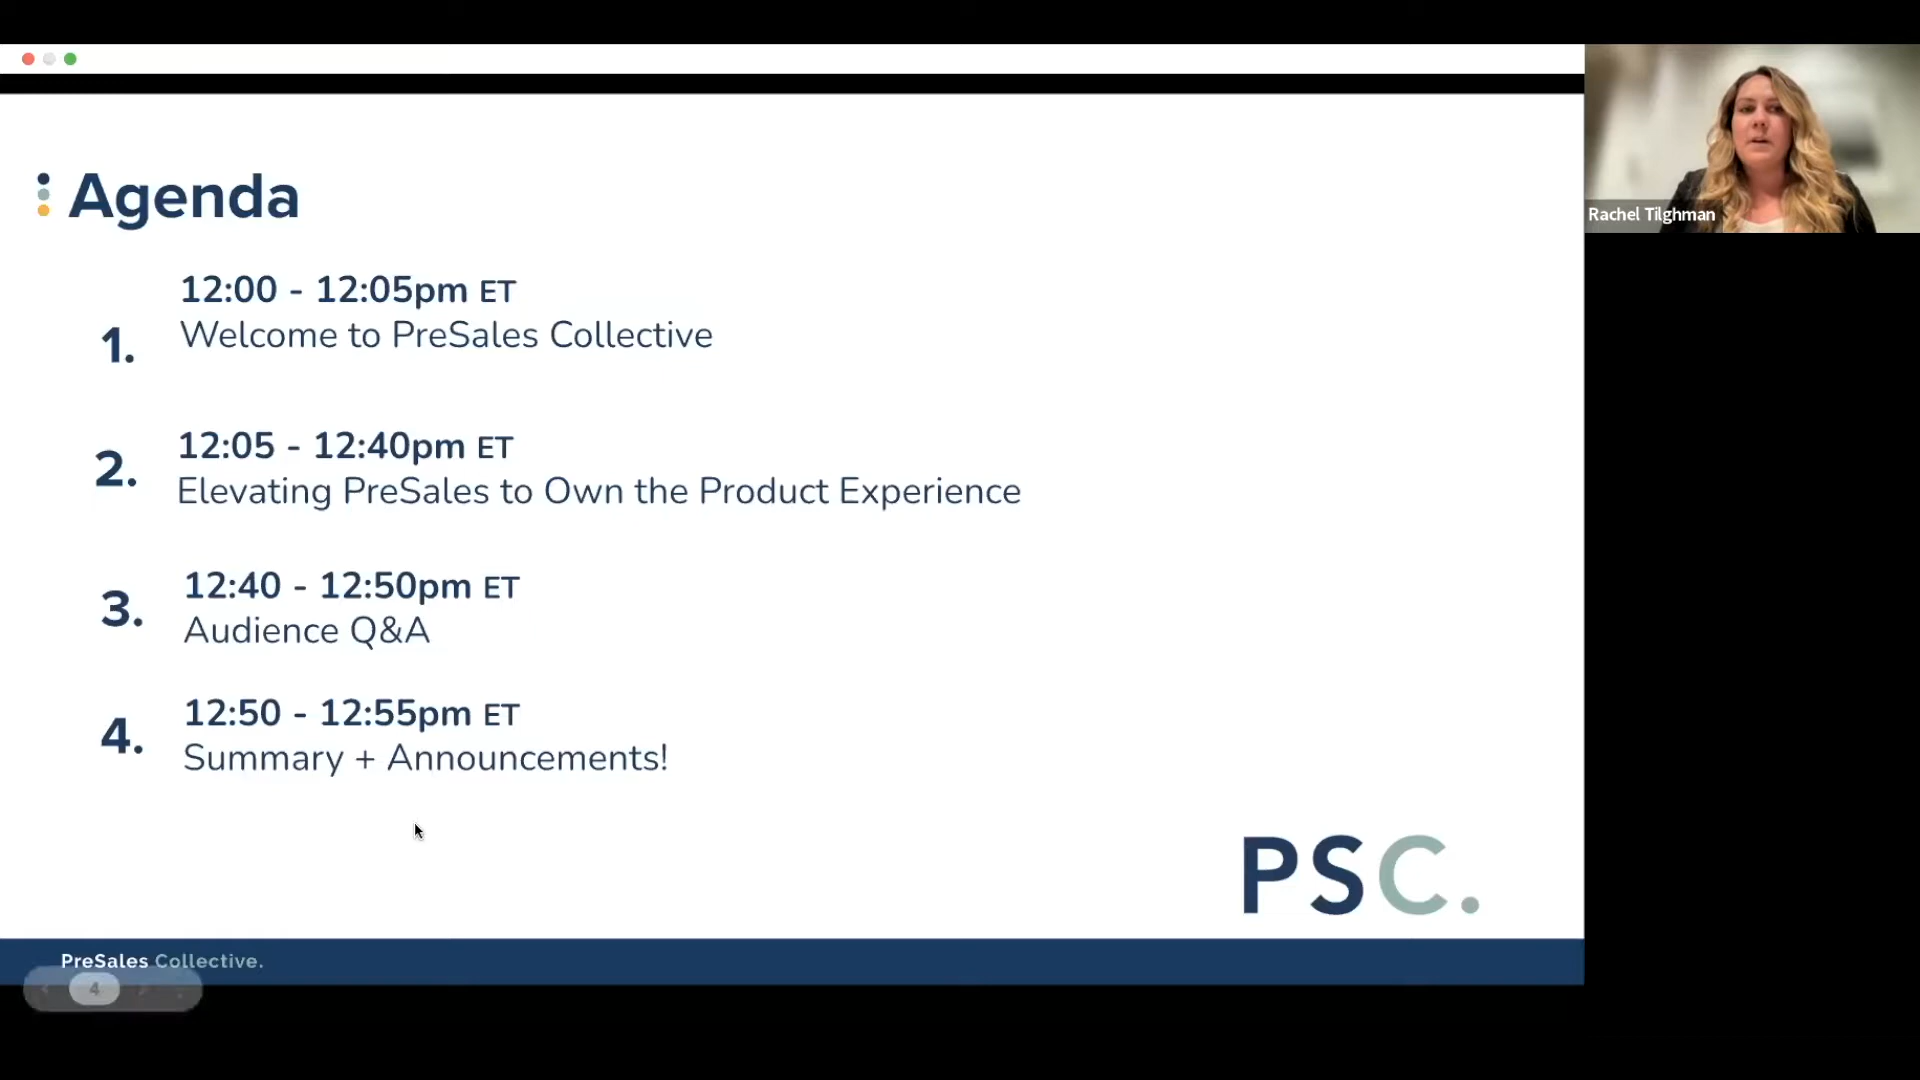 Agenda
1.
12:00 - 12:05pm ET
Welcome to PreSales Collective
2.
12:05 - 12:40pm ET
Elevating PreSales to Own the Product Experience
3.
12:40 - 12:50pm ET
Audience Q&A
4.
12:50 - 12:55pm ET
Summary + Announcements!
PSC.
PreSales Collective.
4
Rachel Tilghman